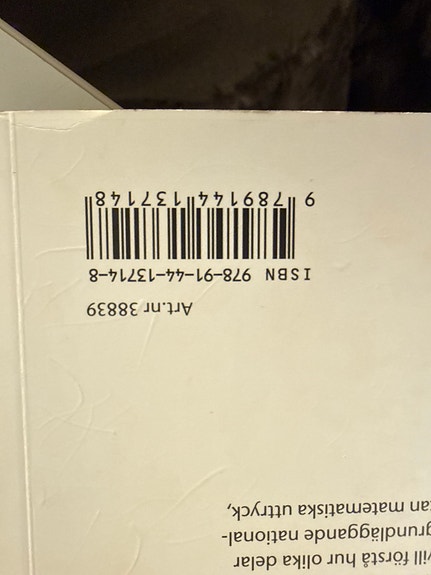 vill förstå hur olika delar
grundläggande national-
matematiska uttryck,
Art.nr 38839
ISBN 978-91-44-13714-8
9 789144 137148